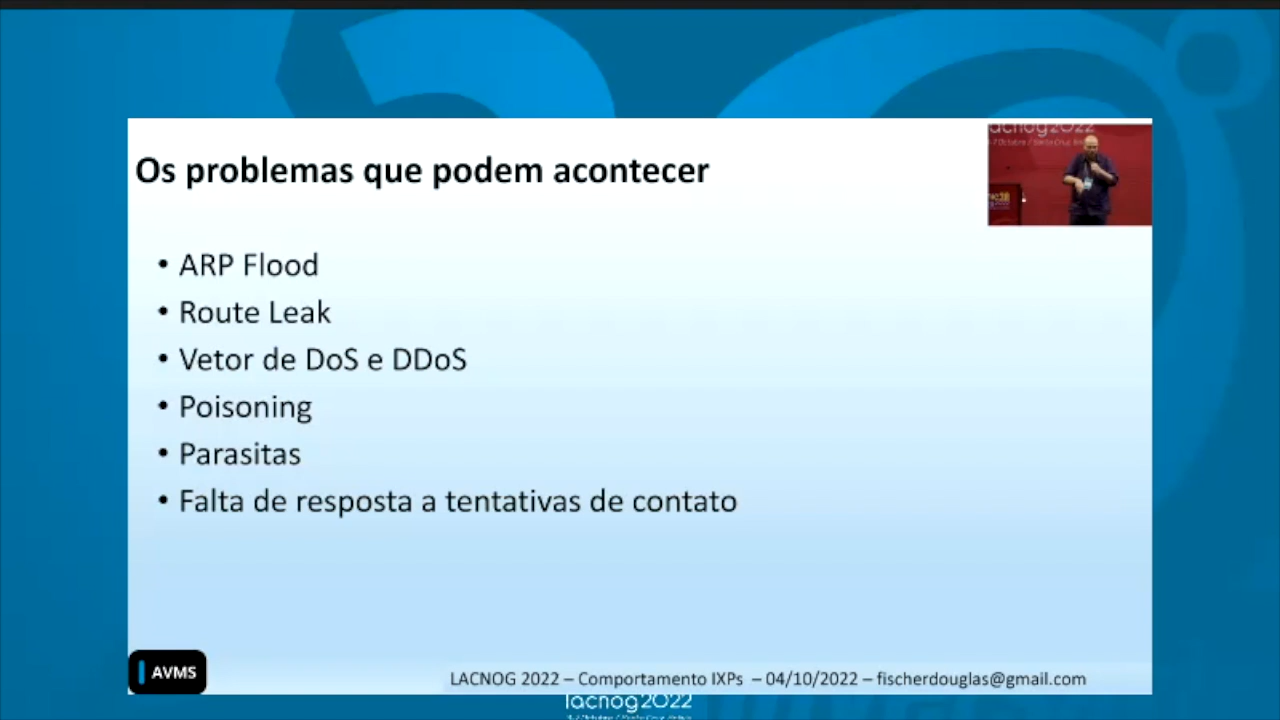 lacnog2022
Os problemas que podem acontecer
• ARP Flood
• Route Leak
• Vetor de DoS e DDoS
• Poisoning
• Parasitas
• Falta de resposta a tentativas de contato
AVMS
LACNOG 2022 – Comportamento IXPs – 04/10/2022 – fischerdouglas@gmail.com
lacnog2022